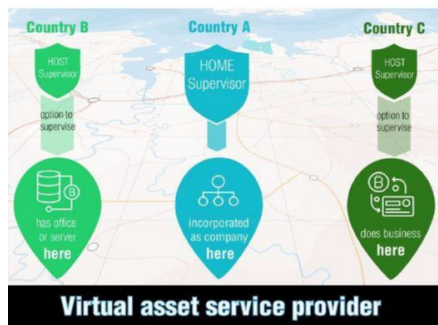 Country B
Country A
Country C
HOST
Supervisor
HOME
Supervisor
HOST
Supervisor
option to
supervise
option to
supervise
has office
or server
here
incorporated
as company
here
does business
here
Virtual asset service provider